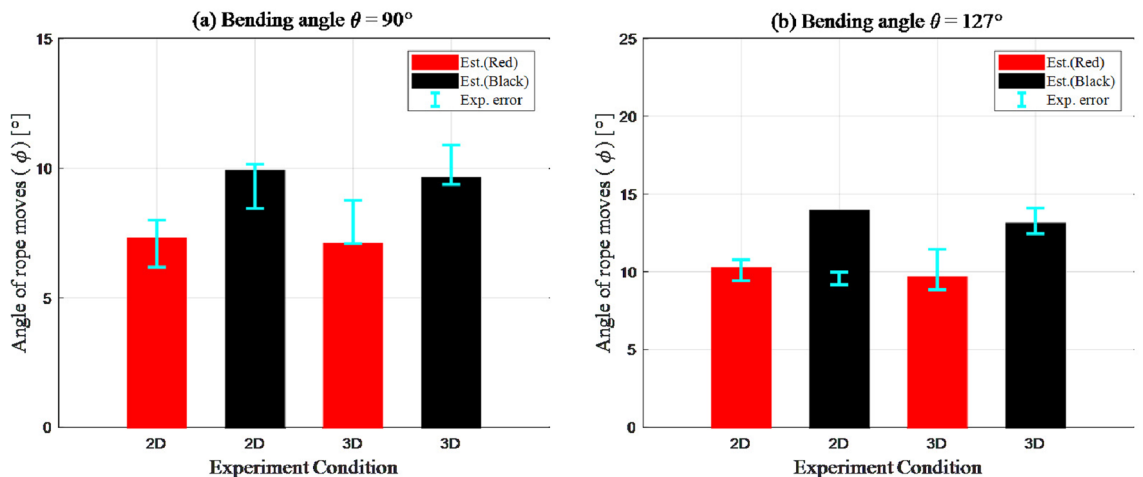 (a) Bending angle θ = 90°
15
10
5
0
Angle of rope moves ( ϕ ) [°]
Est.(Red)
Est.(Black)
Exp. error
2D 2D 3D 3D
Experiment Condition
(b) Bending angle θ = 127°
25
20
15
10
5
0
Angle of rope moves ( ϕ ) [°]
Est.(Red)
Est.(Black)
Exp. error
2D 2D 3D 3D
Experiment Condition